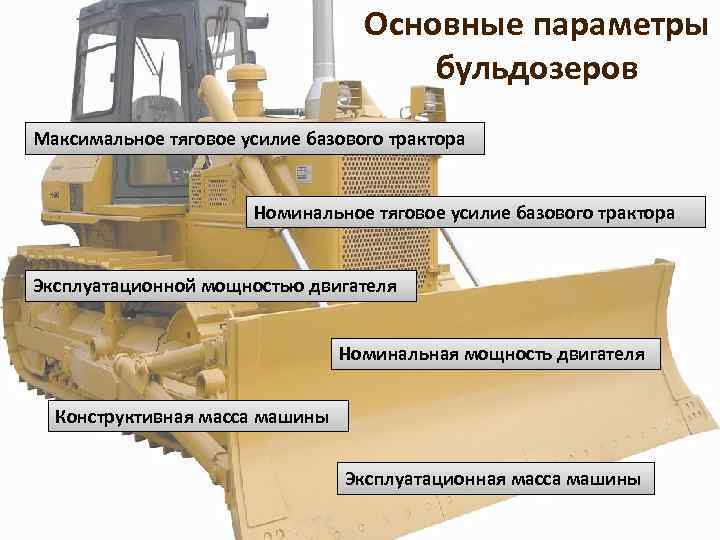 Основные параметры
бульдозеров
Максимальное тяговое усилие базового трактора
Номинальное тяговое усилие базового трактора
Эксплуатационной мощностью двигателя
Номинальная мощность двигателя
Конструктивная масса машины
Эксплуатационная масса машины